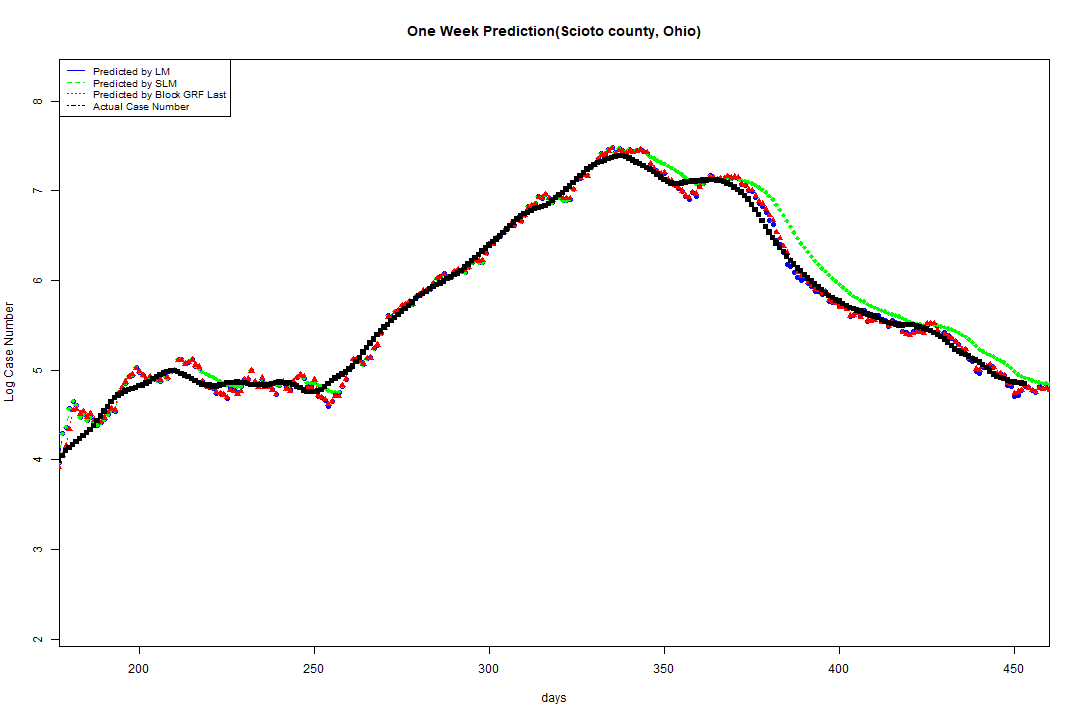 One Week Prediction(Scioto county, Ohio)
Predicted by LM
Predicted by SLM
Predicted by Block GRF Last
Actual Case Number
8
7
6
5
4
3
2
Log Case Number
200 250 300 350 400 450
days